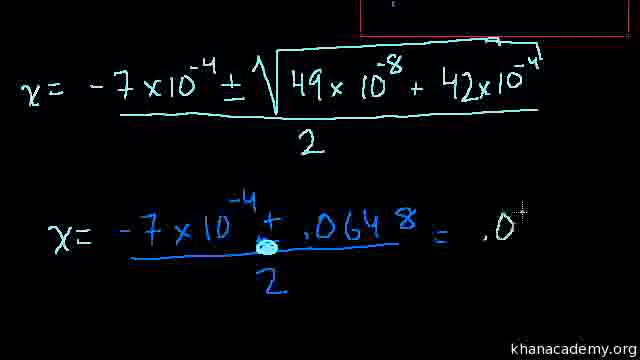 x = -7 × 10^-4 ± √(49 × 10^-8 + 42 × 10^-4)
2
x = -7 × 10^-4 + .0648 = .0
2
khanacademy.org